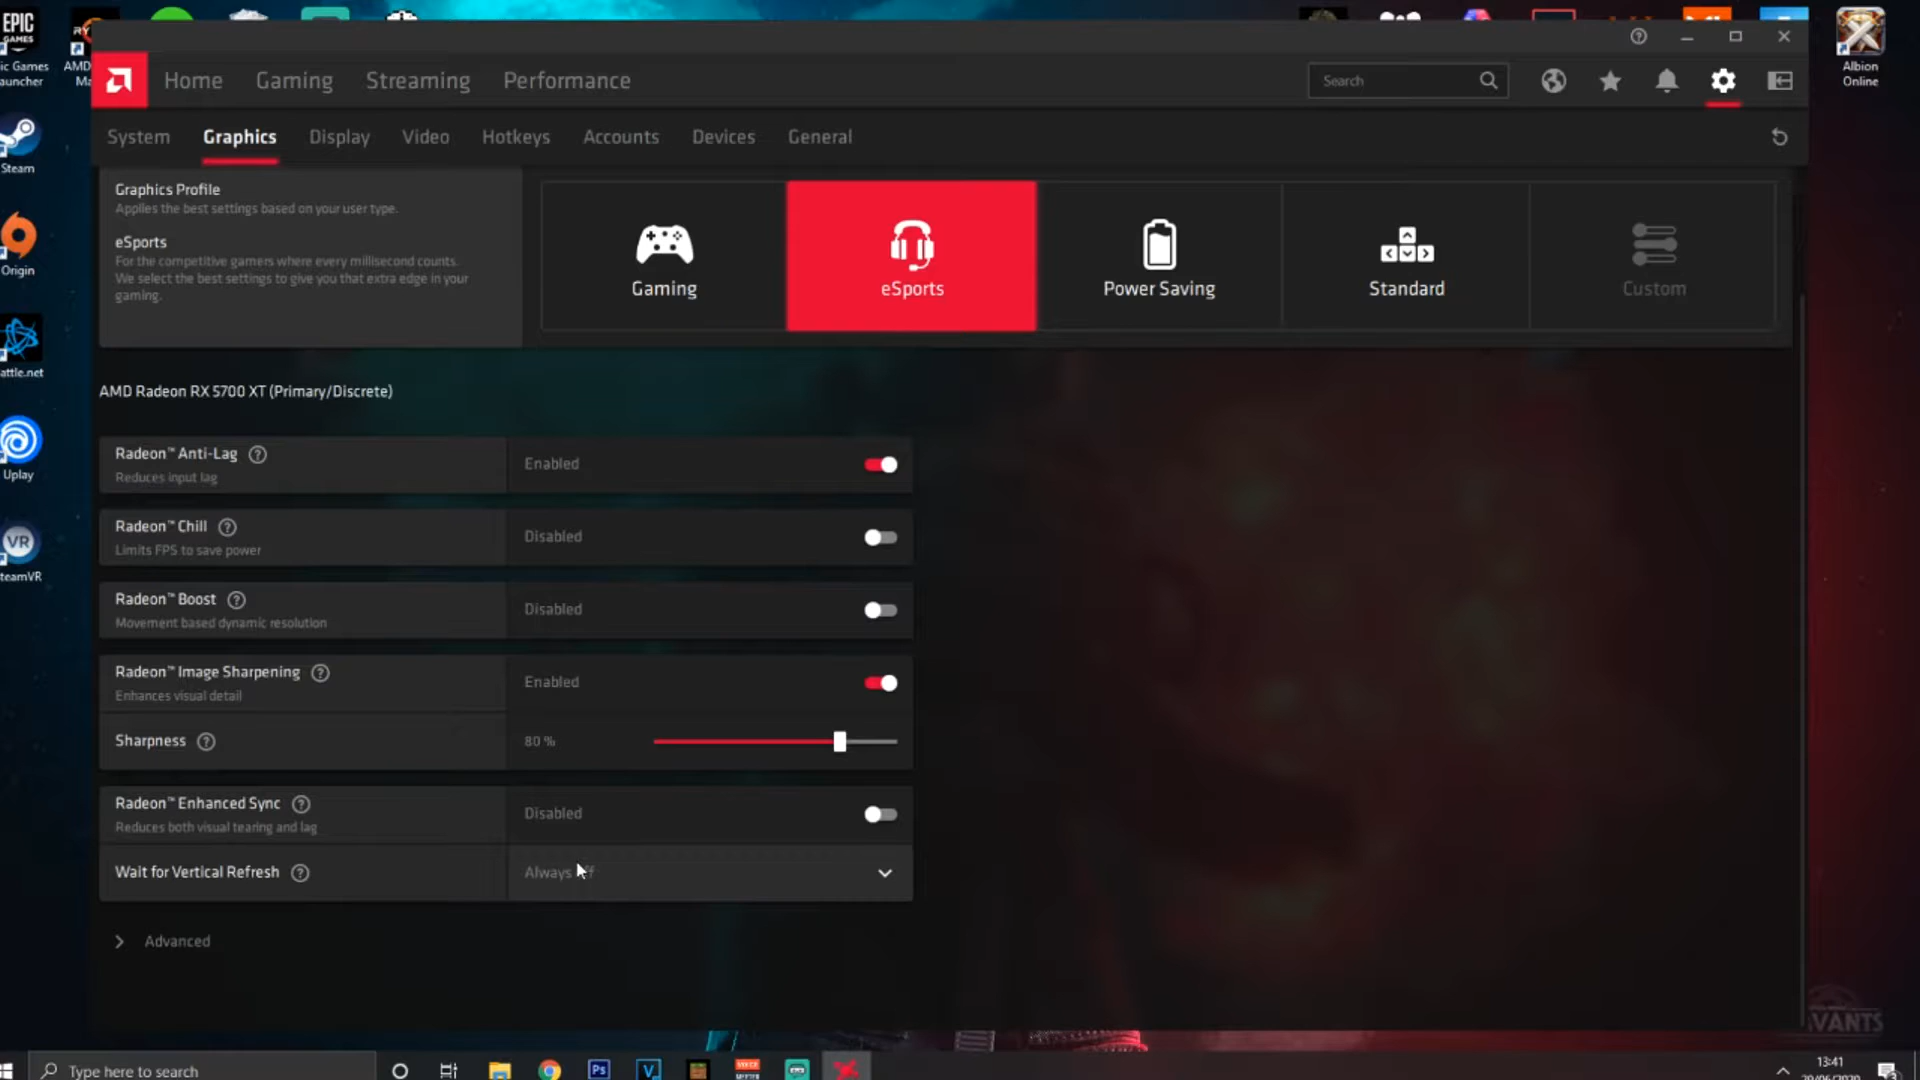 EPIC
GAMES
ic Games
auncher
RY
AMD
Ma
Albion
Online
Home
Gaming
Streaming
Performance
Search
System
Graphics
Display
Video
Hotkeys
Accounts
Devices
General
Steam
Origin
attle.net
Uplay
VR
teamVR
Graphics Profile
Applies the best settings based on your user type.
eSports
For the competitive gamers where every millisecond counts.
We select the best settings to give you that extra edge in your
gaming.
Gaming
eSports
Power Saving
Standard
Custom
AMD Radeon RX 5700 XT (Primary/Discrete)
Radeon™ Anti-Lag
Reduces input lag
Enabled
Radeon™ Chill
Limits FPS to save power
Disabled
Radeon™ Boost
Movement based dynamic resolution
Disabled
Radeon™ Image Sharpening
Enhances visual detail
Enabled
Sharpness
80 %
Radeon™ Enhanced Sync
Reduces both visual tearing and lag
Disabled
Wait for Vertical Refresh
Always off
Advanced
VANTS
Type here to search
Ps
13:41